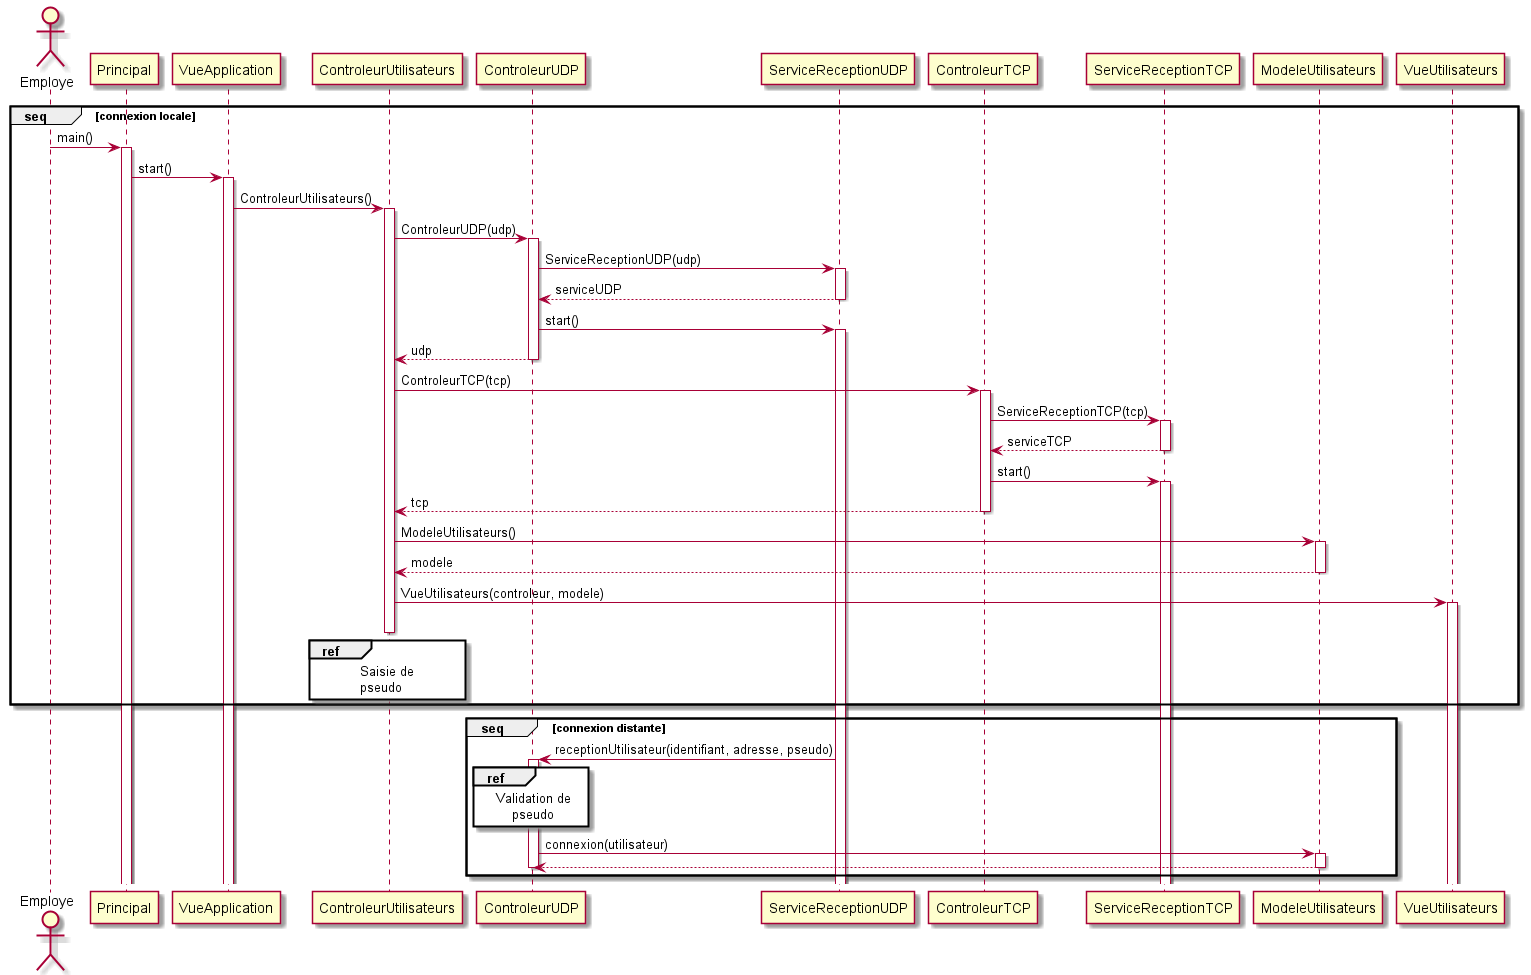 Employe
Principal
VueApplication
ControleurUtilisateurs
ControleurUDP
ServiceReceptionUDP
ControleurTCP
ServiceReceptionTCP
ModeleUtilisateurs
VueUtilisateurs
seq [connexion locale]
main()
start()
ControleurUtilisateurs()
ControleurUDP(udp)
ServiceReceptionUDP(udp)
serviceUDP
start()
udp
ControleurTCP(tcp)
ServiceReceptionTCP(tcp)
serviceTCP
start()
tcp
ModeleUtilisateurs()
modele
VueUtilisateurs(controleur, modele)
ref
Saisie de
pseudo
seq [connexion distante]
receptionUtilisateur(identifiant, adresse, pseudo)
ref
Validation de
pseudo
connexion(utilisateur)
Employe
Principal
VueApplication
ControleurUtilisateurs
ControleurUDP
ServiceReceptionUDP
ControleurTCP
ServiceReceptionTCP
ModeleUtilisateurs
VueUtilisateurs